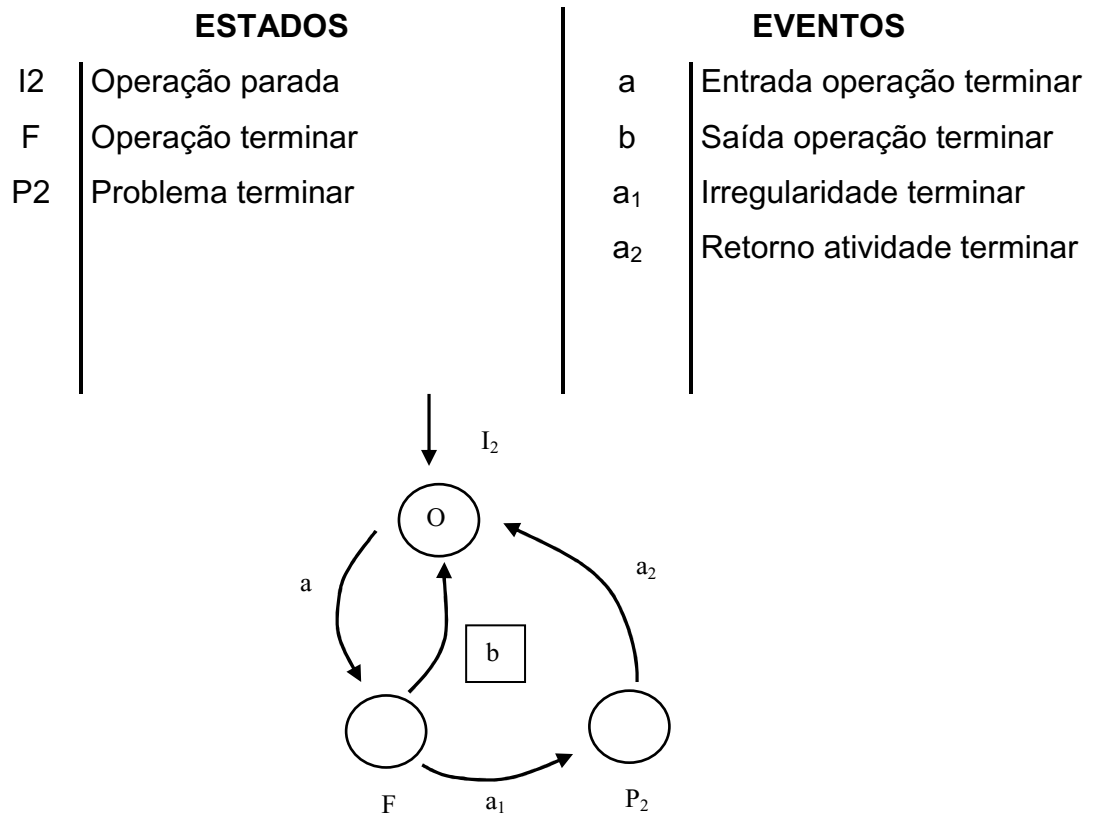 ESTADOS EVENTOS
I2 Operação parada a Entrada operação terminar
F Operação terminar b Saída operação terminar
P2 Problema terminar a₁ Irregularidade terminar
a₂ Retorno atividade terminar
I₂
O
a
a₂
b
F a₁ P₂